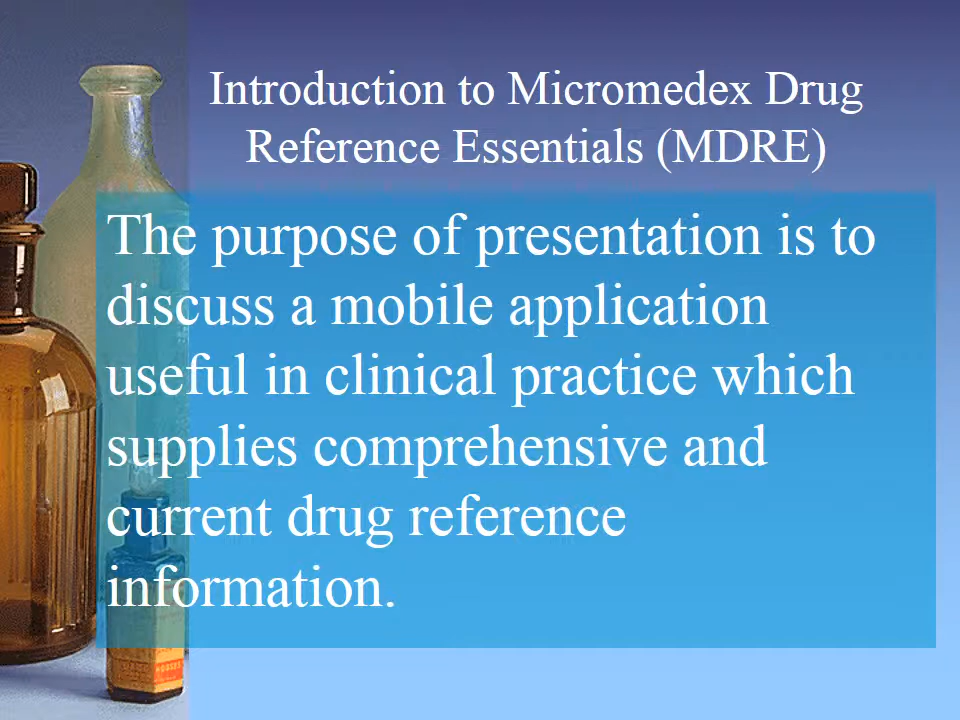 Introduction to Micromedex Drug
Reference Essentials (MDRE)
The purpose of presentation is to
discuss a mobile application
useful in clinical practice which
supplies comprehensive and
current drug reference
information.